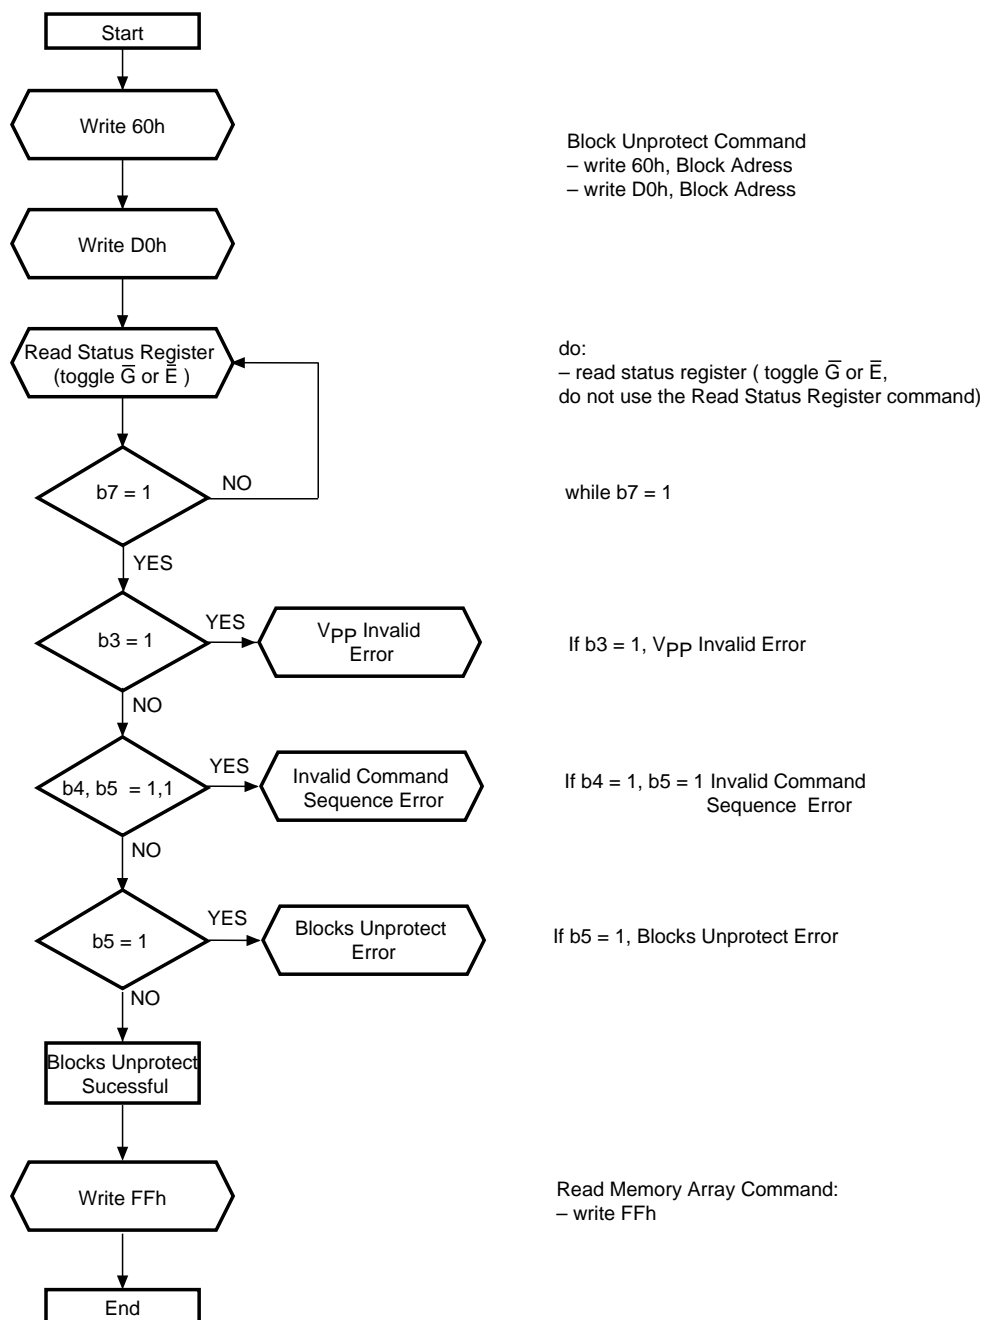 Start
Write 60h
Block Unprotect Command
– write 60h, Block Adress
– write D0h, Block Adress
Write D0h
Read Status Register
(toggle G̅ or E̅ )
do:
– read status register ( toggle G̅ or E̅,
do not use the Read Status Register command)
b7 = 1
NO
while b7 = 1
YES
b3 = 1
YES
VPP Invalid
Error
If b3 = 1, VPP Invalid Error
NO
b4, b5 = 1,1
YES
Invalid Command
Sequence Error
If b4 = 1, b5 = 1 Invalid Command
Sequence Error
NO
b5 = 1
YES
Blocks Unprotect
Error
If b5 = 1, Blocks Unprotect Error
NO
Blocks Unprotect
Sucessful
Write FFh
Read Memory Array Command:
– write FFh
End